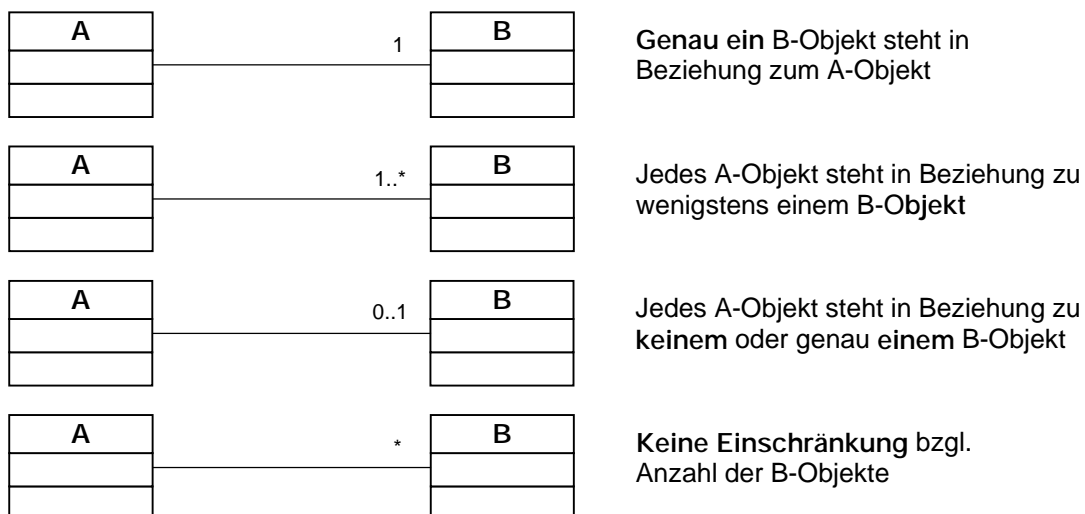 A
1
B
Genau ein B-Objekt steht in
Beziehung zum A-Objekt
A
1..*
B
Jedes A-Objekt steht in Beziehung zu
wenigstens einem B-Objekt
A
0..1
B
Jedes A-Objekt steht in Beziehung zu
keinem oder genau einem B-Objekt
A
*
B
Keine Einschränkung bzgl.
Anzahl der B-Objekte